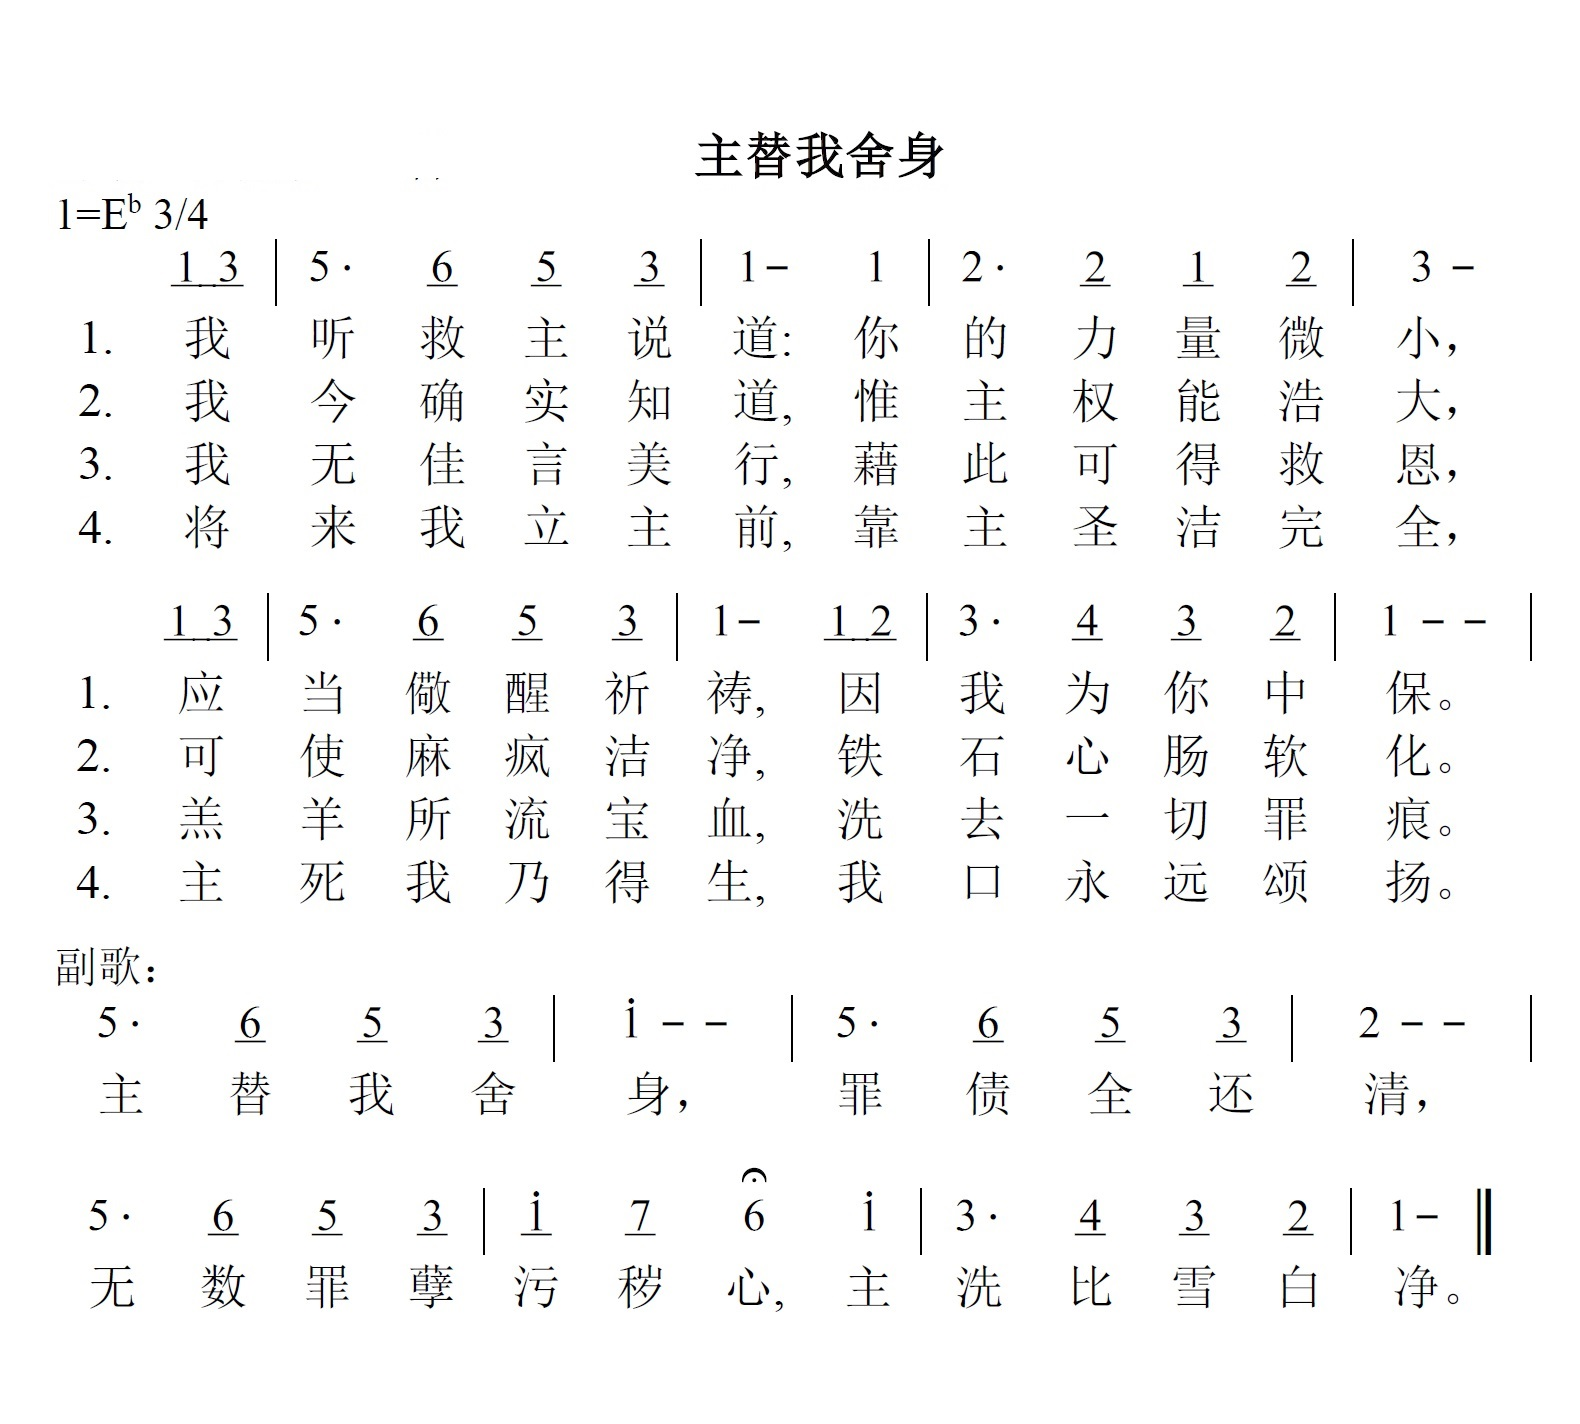 主替我舍身
1=Eb 3/4
1 3 | 5· 6 5 3 | 1- 1 | 2· 2 1 2 | 3 -
1. 我 听 救 主 说 道: 你 的 力 量 微 小，
2. 我 今 确 实 知 道, 惟 主 权 能 浩 大，
3. 我 无 佳 言 美 行, 藉 此 可 得 救 恩，
4. 将 来 我 立 主 前, 靠 主 圣 洁 完 全，
1 3 | 5· 6 5 3 | 1- 1 2 | 3· 4 3 2 | 1 - - |
1. 应 当 儆 醒 祈 祷, 因 我 为 你 中 保。
2. 可 使 麻 疯 洁 净, 铁 石 心 肠 软 化。
3. 羔 羊 所 流 宝 血, 洗 去 一 切 罪 痕。
4. 主 死 我 乃 得 生, 我 口 永 远 颂 扬。
副歌：
5· 6 5 3 | i - - | 5· 6 5 3 | 2 - - |
主 替 我 舍 身， 罪 债 全 还 清，
5· 6 5 3 | i 7 6 i | 3· 4 3 2 | 1- ‖
无 数 罪 孽 污 秽 心, 主 洗 比 雪 白 净。